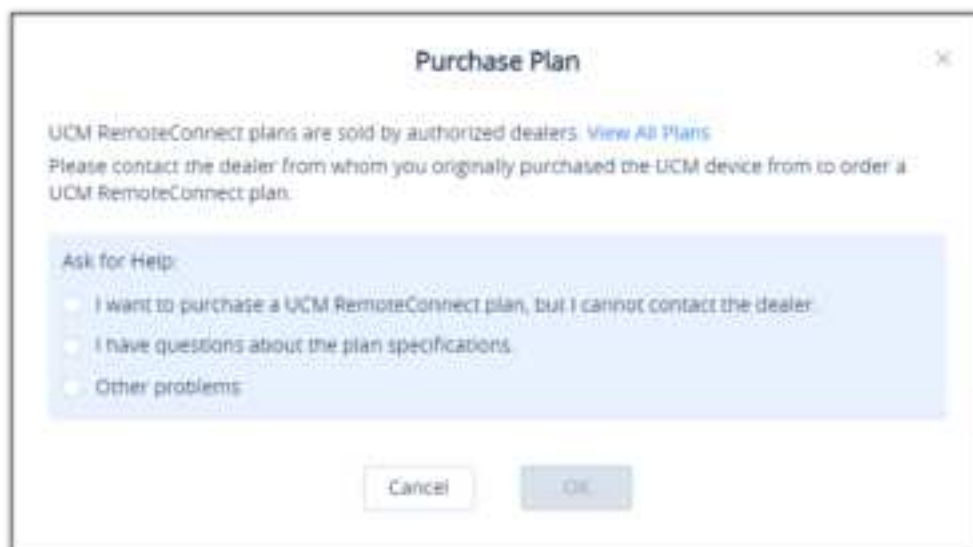 Purchase Plan
UCM RemoteConnect plans are sold by authorized dealers. View All Plans
Please contact the dealer from whom you originally purchased the UCM device from to order a
UCM RemoteConnect plan.
Ask for Help:
I want to purchase a UCM RemoteConnect plan, but I cannot contact the dealer.
I have questions about the plan specifications.
Other problems
Cancel
OK